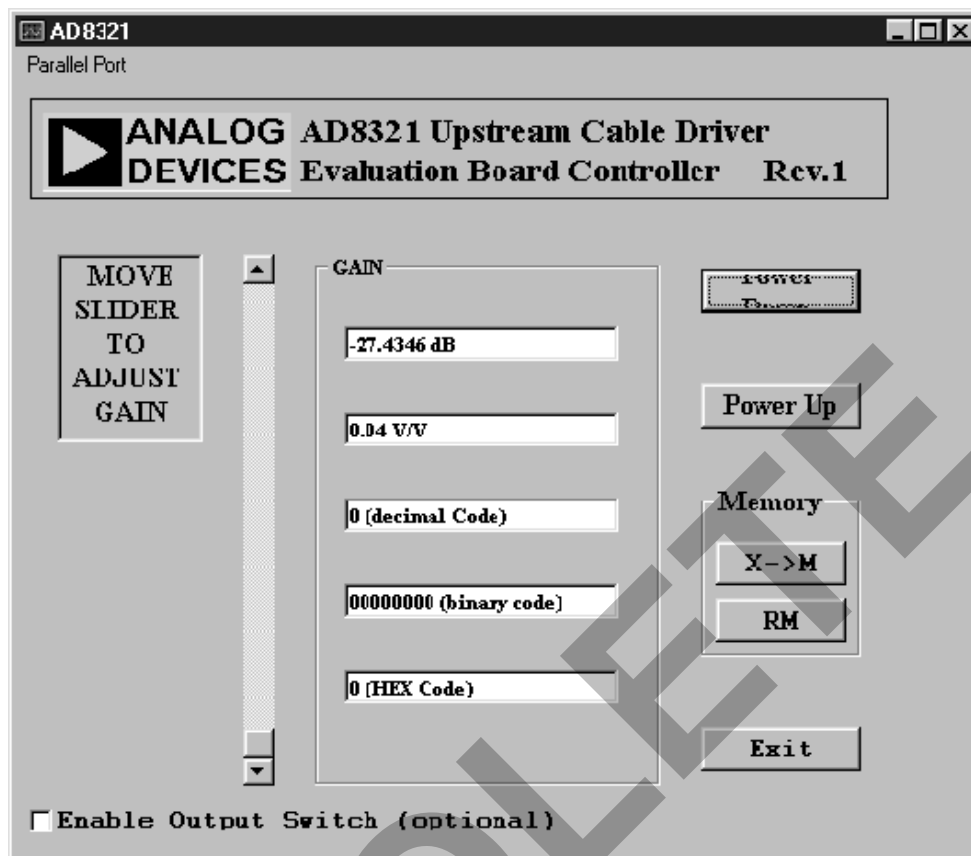 AD8321
Parallel Port
ANALOG
DEVICES
AD8321 Upstream Cable Driver
Evaluation Board Controller Rev.1
MOVE
SLIDER
TO
ADJUST
GAIN
GAIN
-27.4346 dB
0.04 V/V
0 (decimal Code)
00000000 (binary code)
0 (HEX Code)
Power
Power Up
Memory
X->M
RM
Exit
Enable Output Switch (optional)
OLETE